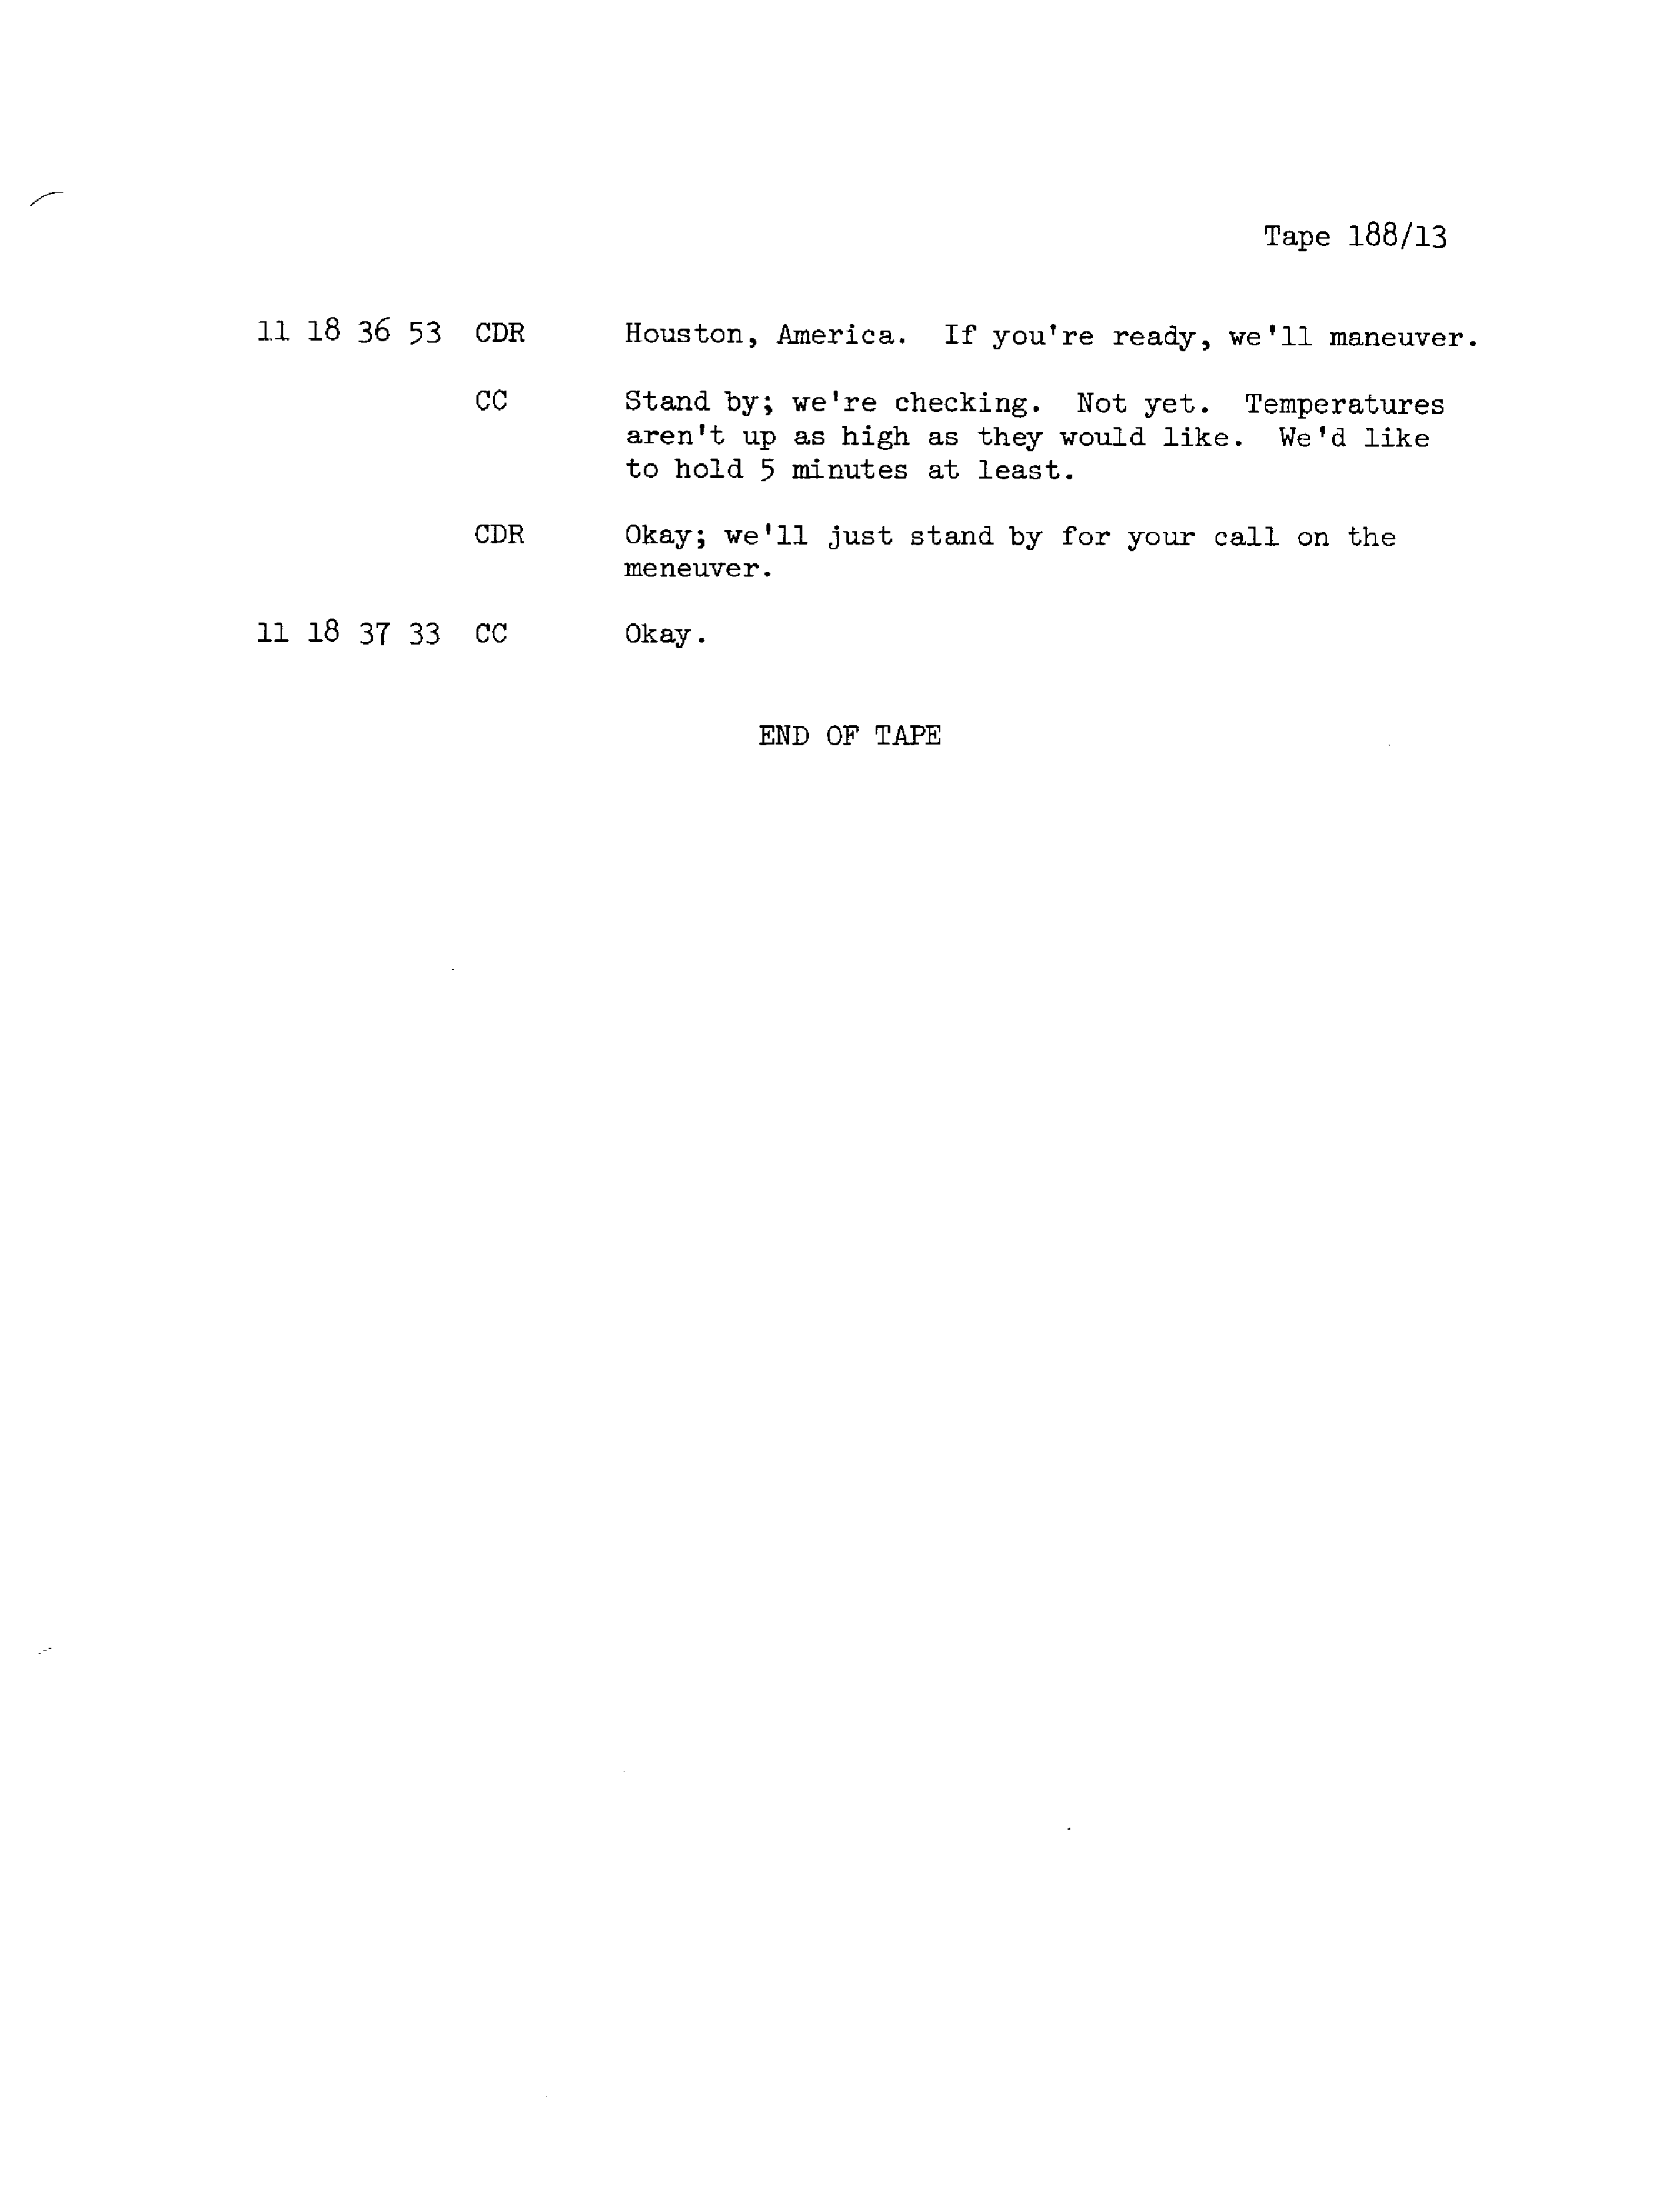 Tape 188/13
11 18 36 53 CDR Houston, America. If you're ready, we'll maneuver.
CC Stand by; we're checking. Not yet. Temperatures
aren't up as high as they would like. We'd like
to hold 5 minutes at least.
CDR Okay; we'll just stand by for your call on the
meneuver.
11 18 37 33 CC Okay.
END OF TAPE